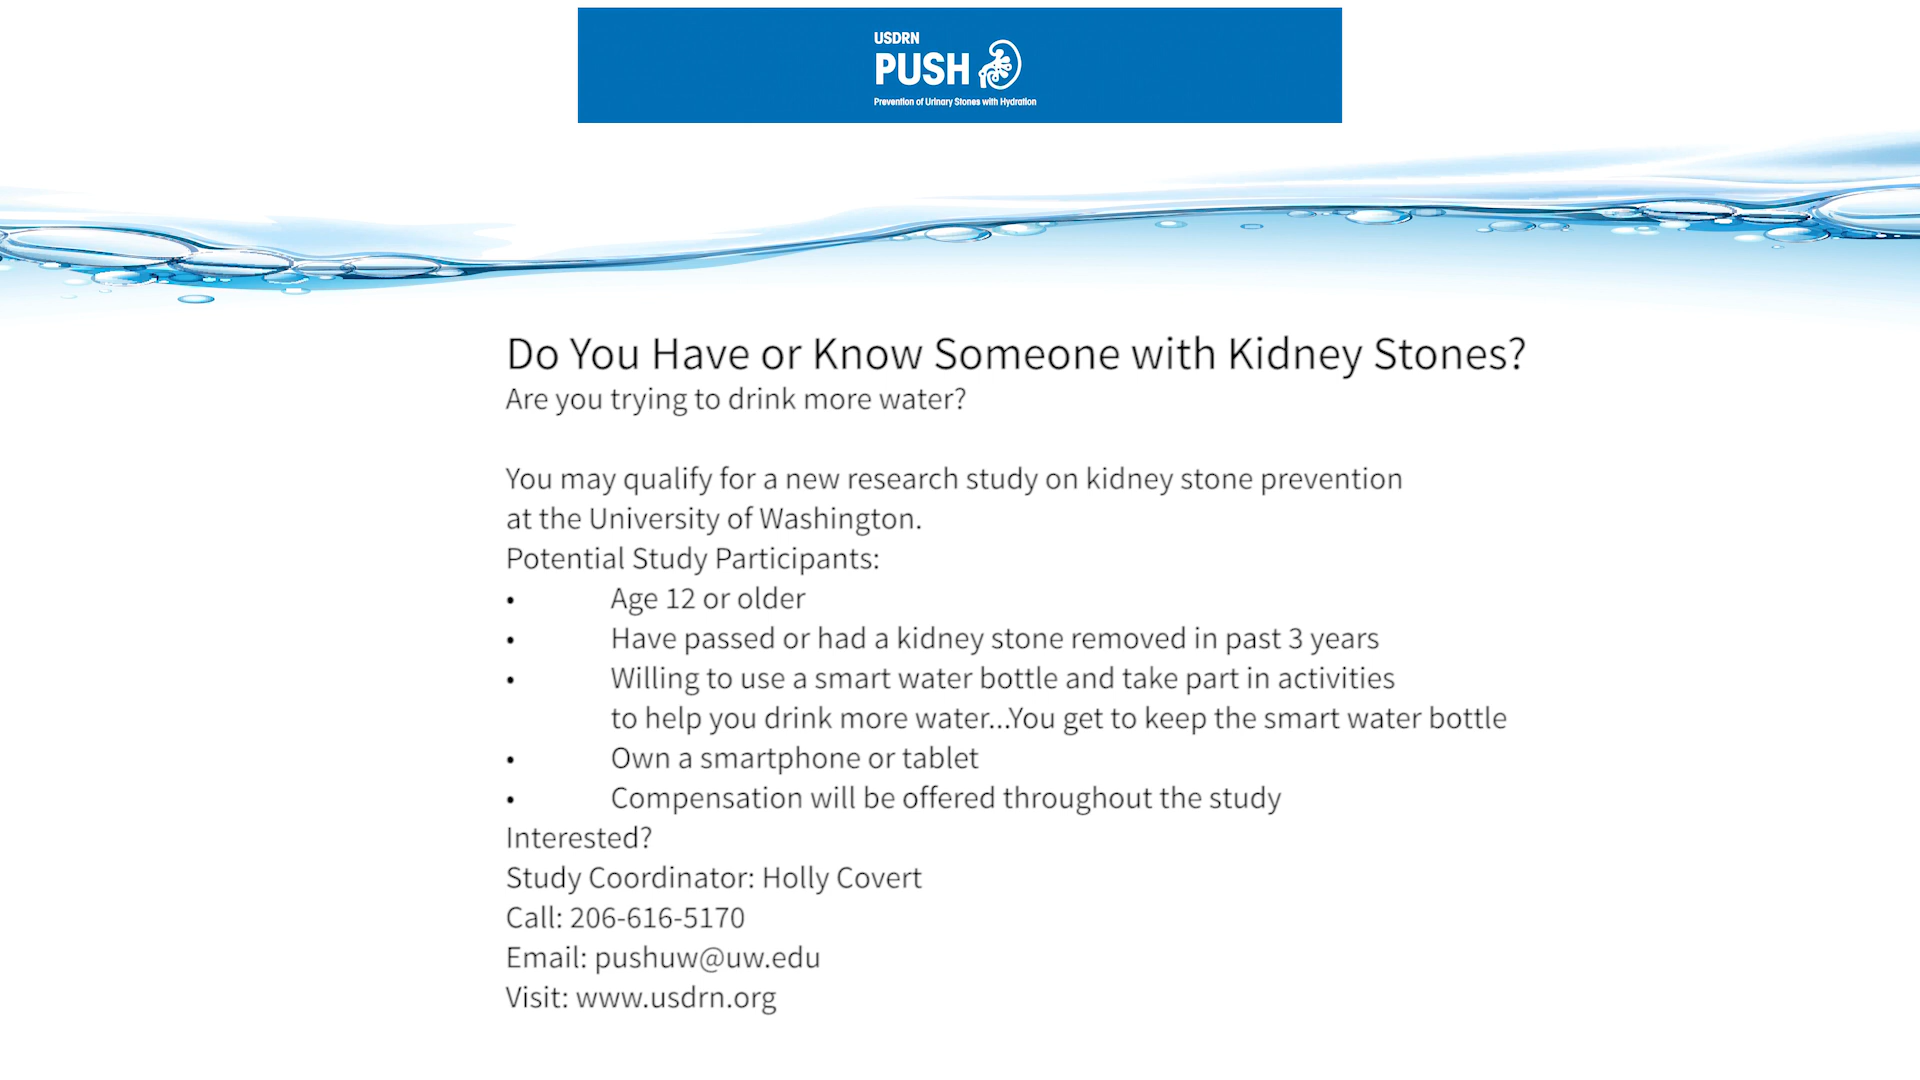 USDRN
PUSH
Prevention of Urinary Stones with Hydration
Do You Have or Know Someone with Kidney Stones?
Are you trying to drink more water?
You may qualify for a new research study on kidney stone prevention
at the University of Washington.
Potential Study Participants:
• Age 12 or older
• Have passed or had a kidney stone removed in past 3 years
• Willing to use a smart water bottle and take part in activities
to help you drink more water...You get to keep the smart water bottle
• Own a smartphone or tablet
• Compensation will be offered throughout the study
Interested?
Study Coordinator: Holly Covert
Call: 206-616-5170
Email: pushuw@uw.edu
Visit: www.usdrn.org